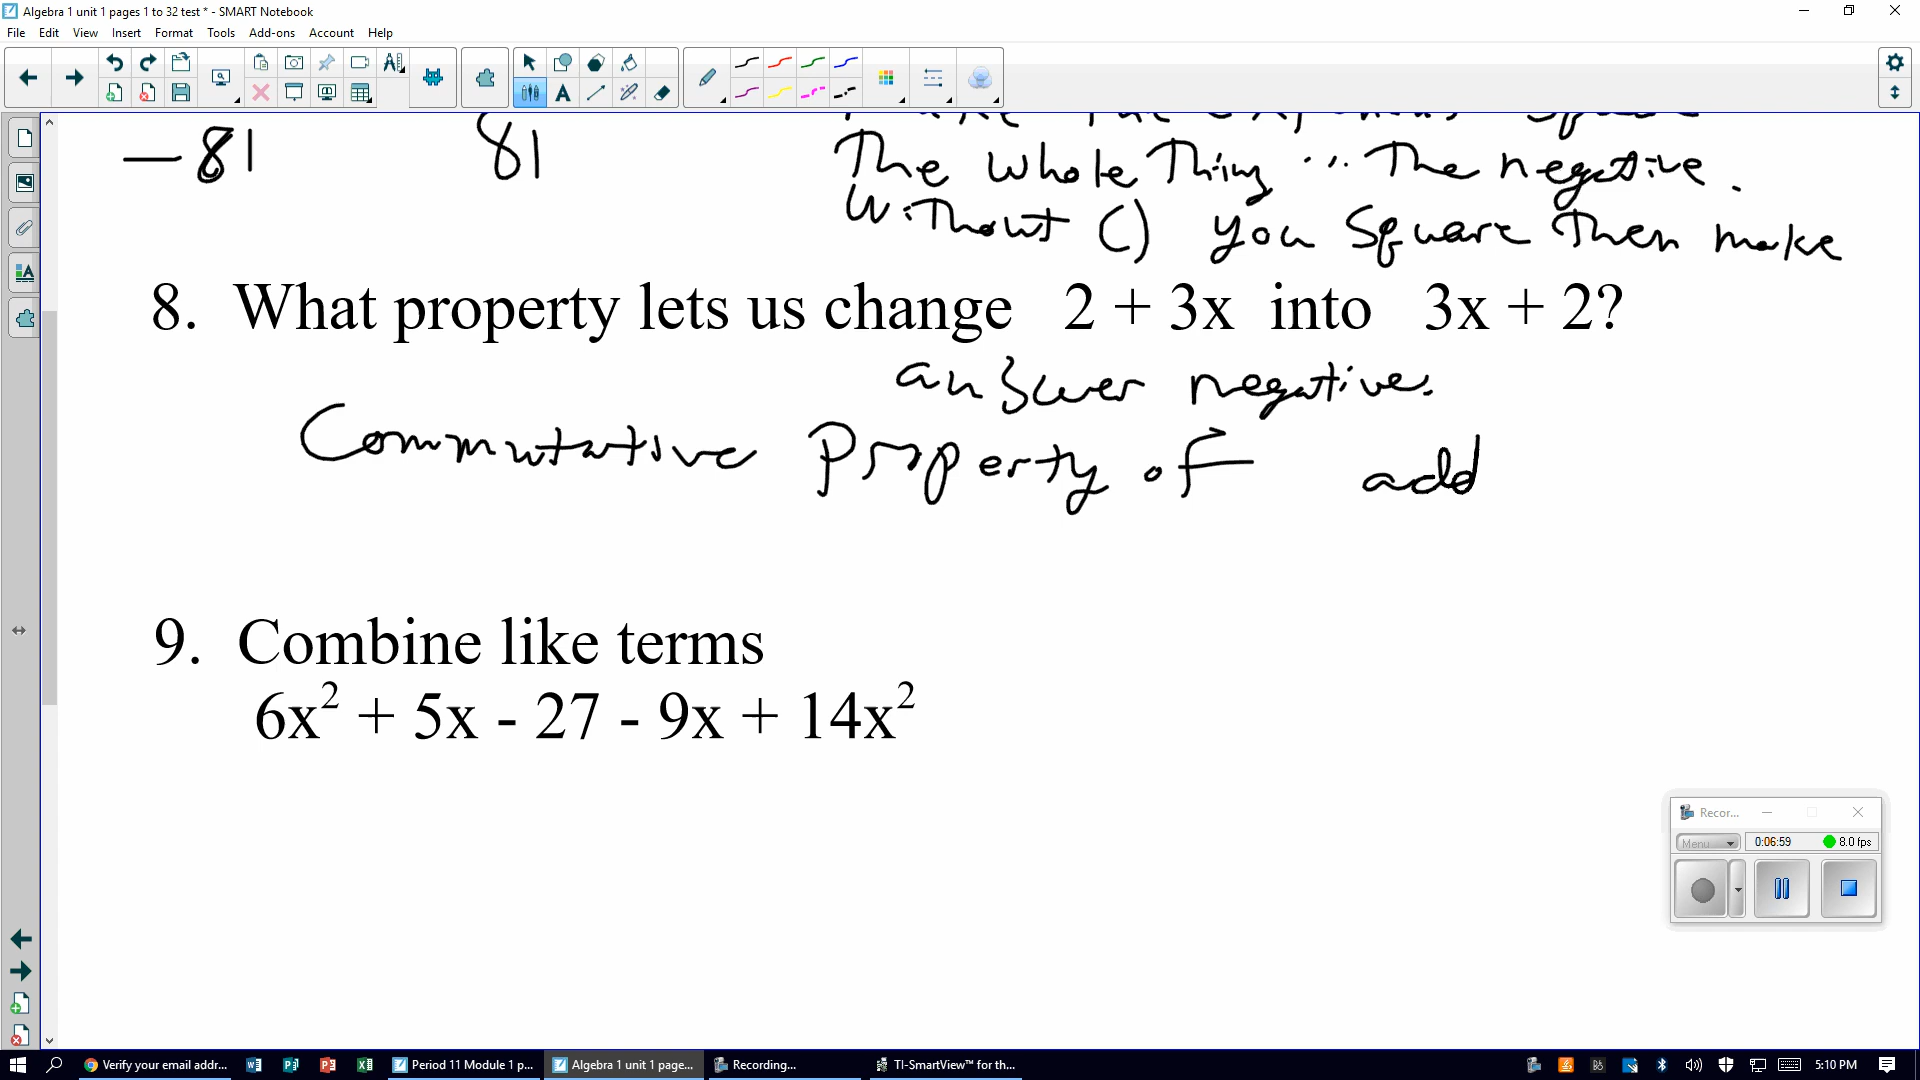 Algebra 1 unit 1 pages 1 to 32 test * - SMART Notebook
File Edit View Insert Format Tools Add-ons Account Help
-81 81 The whole Thing ... The negative.
Without () you Square Then make
8. What property lets us change 2 + 3x into 3x + 2?
answer negative.
Commutative Property of add
9. Combine like terms
6x² + 5x - 27 - 9x + 14x²
Recor...
Menu 0:06:59 8.0 fps
Verify your email addr... Period 11 Module 1 p... Algebra 1 unit 1 page... Recording... TI-SmartView™ for th... 5:10 PM